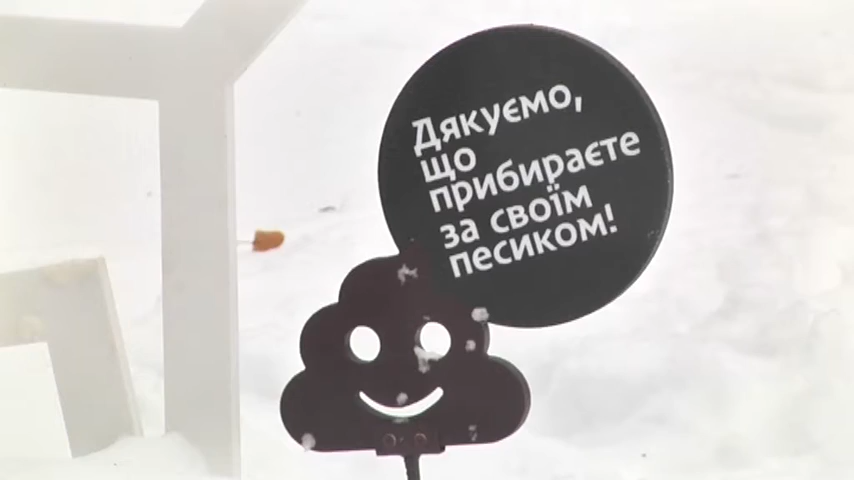 Дякуємо,
що
прибираєте
за своїм
песиком!